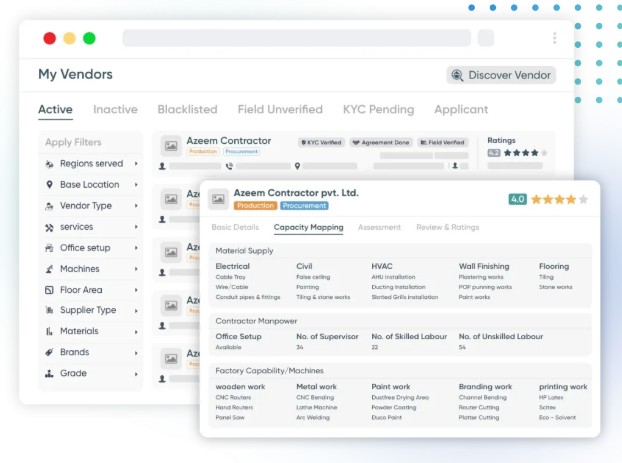 My Vendors
Discover Vendor
Active Inactive Blacklisted Field Unverified KYC Pending Applicant
Apply Filters
Regions served
Base Location
Vendor Type
services
Office setup
Machines
Floor Area
Supplier Type
Materials
Brands
Grade
Azeem Contractor
Production Procurement
KYC Verified Agreement Done Field Verified
Ratings
4.2
Azeem Contractor pvt. Ltd.
Production Procurement
4.0
Basic Details Capacity Mapping Assessment Review & Ratings
Material Supply
Electrical Civil HVAC Wall Finishing Flooring
Cable Tray False ceiling AHU Installation Plastering works Tiling
Wire/Cable Painting Ducting Installation POP punning works Stone works
Conduit pipes & fittings Tiling & stone works Slotted Grills Installation Paint works
Contractor Manpower
Office Setup No. of Supervisor No. of Skilled Labour No. of Unskilled Labour
Available 34 22 54
Factory Capability/Machines
wooden work Metal work Paint work Branding work printing work
CNC Routers CNC Bending Dustfree Drying Area Channel Bending HP Latex
Hand Routers Lathe Machine Powder Coating Router Cutting Scitex
Panel Saw Arc Welding Duco Paint Plotter Cutting Eco - Solvent